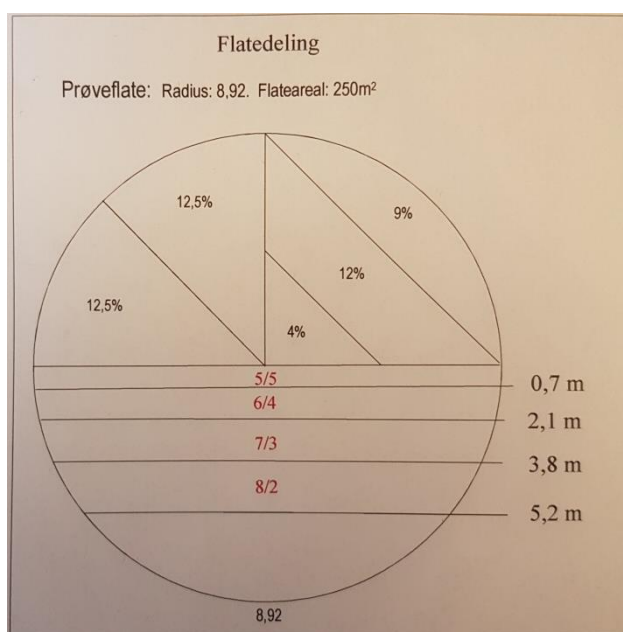 Flatedeling
Prøveflate: Radius: 8,92. Flateareal: 250m²
12,5%
9%
12%
12,5%
4%
5/5
0,7 m
6/4
2,1 m
7/3
3,8 m
8/2
5,2 m
8,92